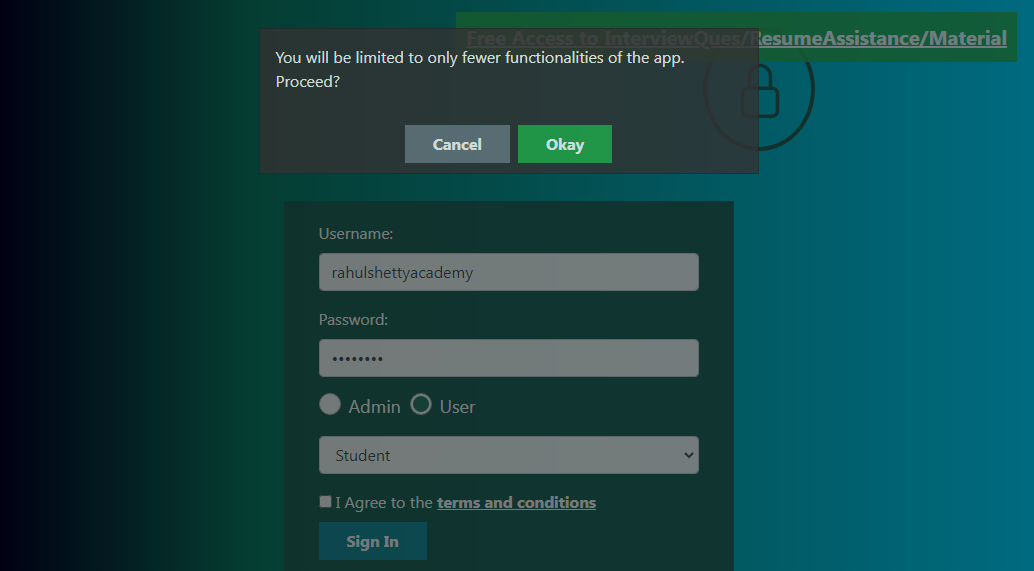 Free Access to InterviewQues/ResumeAssistance/Material
You will be limited to only fewer functionalities of the app.
Proceed?
Cancel Okay
Username:
rahulshettyacademy
Password:
••••••••
Admin User
Student
I Agree to the terms and conditions
Sign In